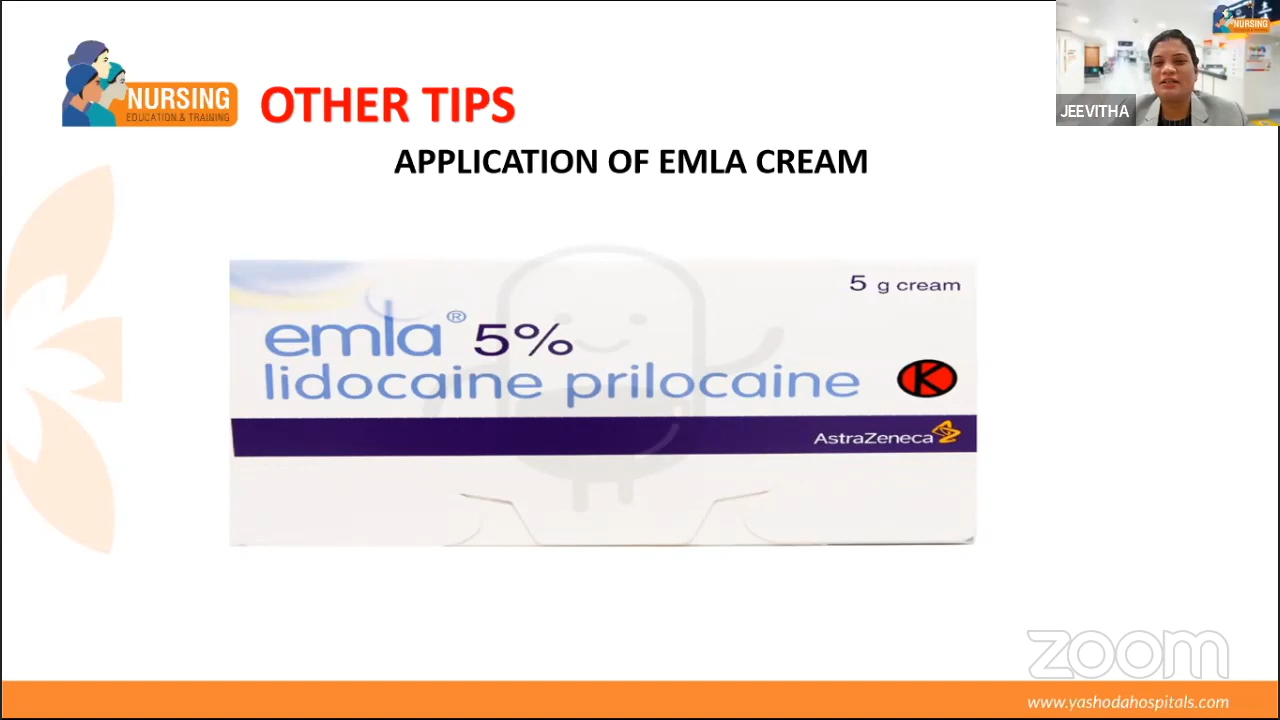 NURSING
EDUCATION & TRAINING
OTHER TIPS
NURSING
JEEVITHA
APPLICATION OF EMLA CREAM
5 g cream
emla® 5%
lidocaine prilocaine
K
AstraZeneca
zoom
www.yashodahospitals.com